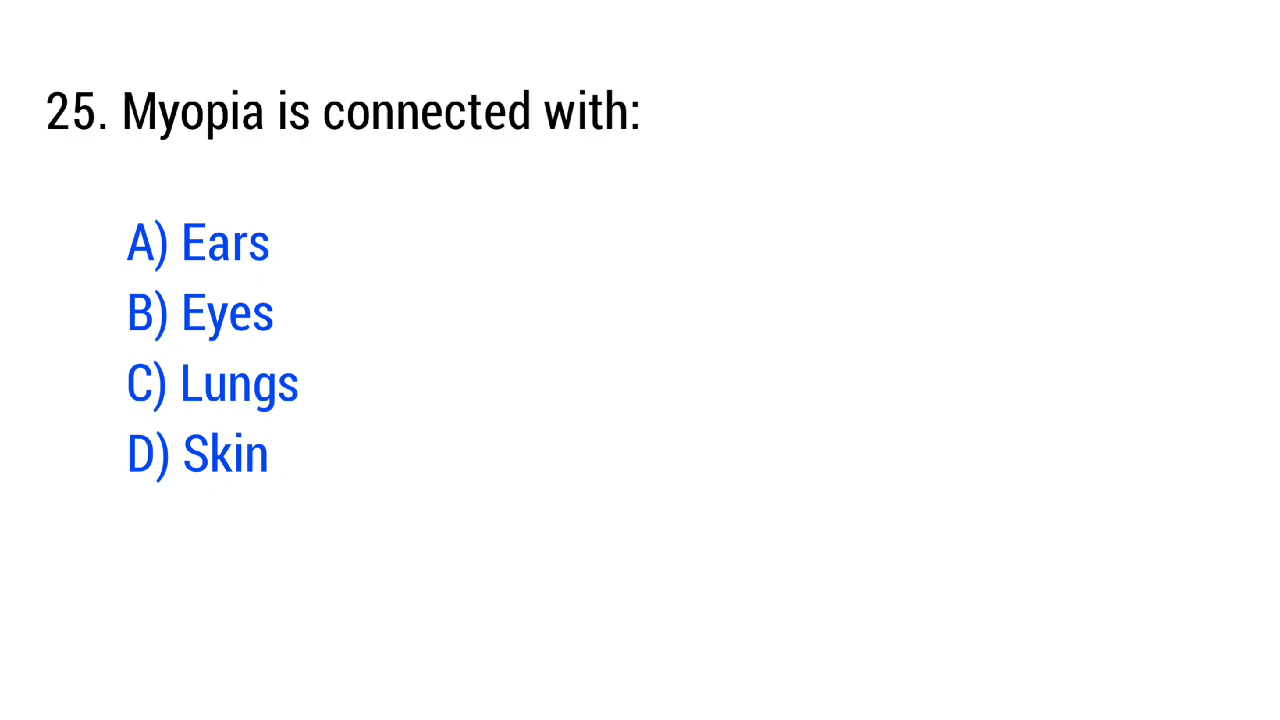 25. Myopia is connected with:
A) Ears
B) Eyes
C) Lungs
D) Skin